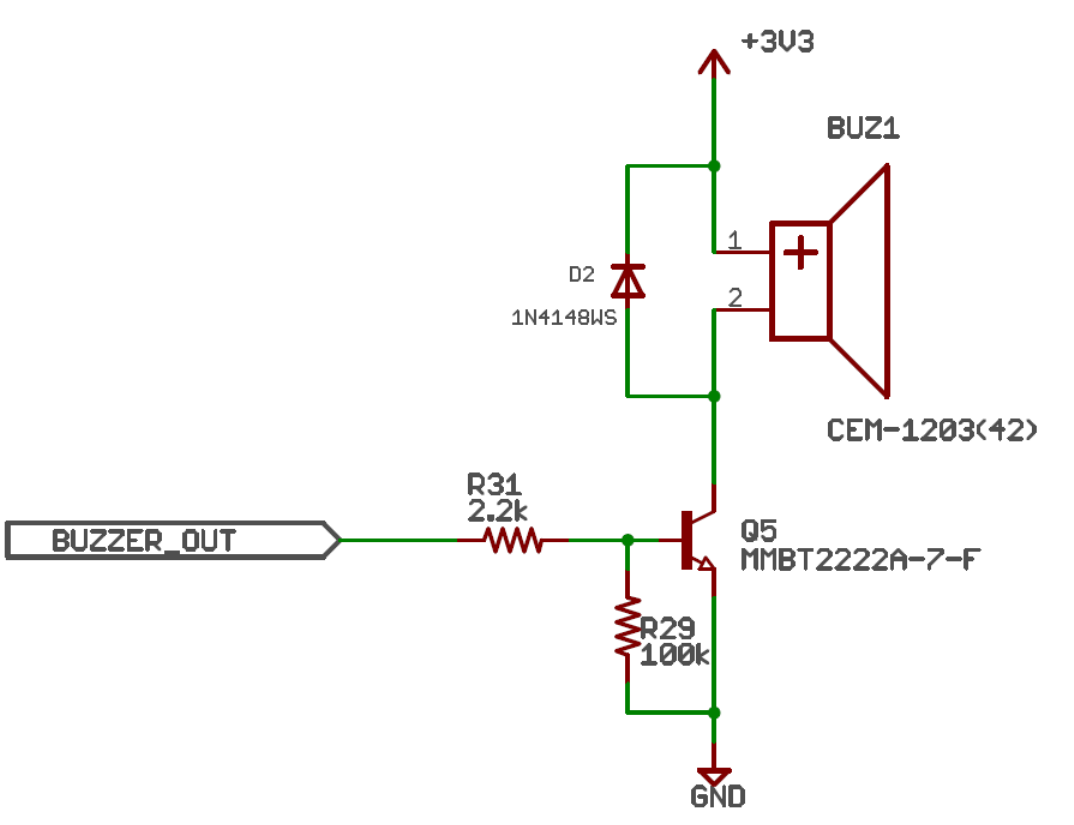 +3V3
BUZ1
1
D2
2
1N4148WS
CEM-1203(42)
R31
2.2k
BUZZER_OUT
Q5
MMBT2222A-7-F
R29
100k
GND